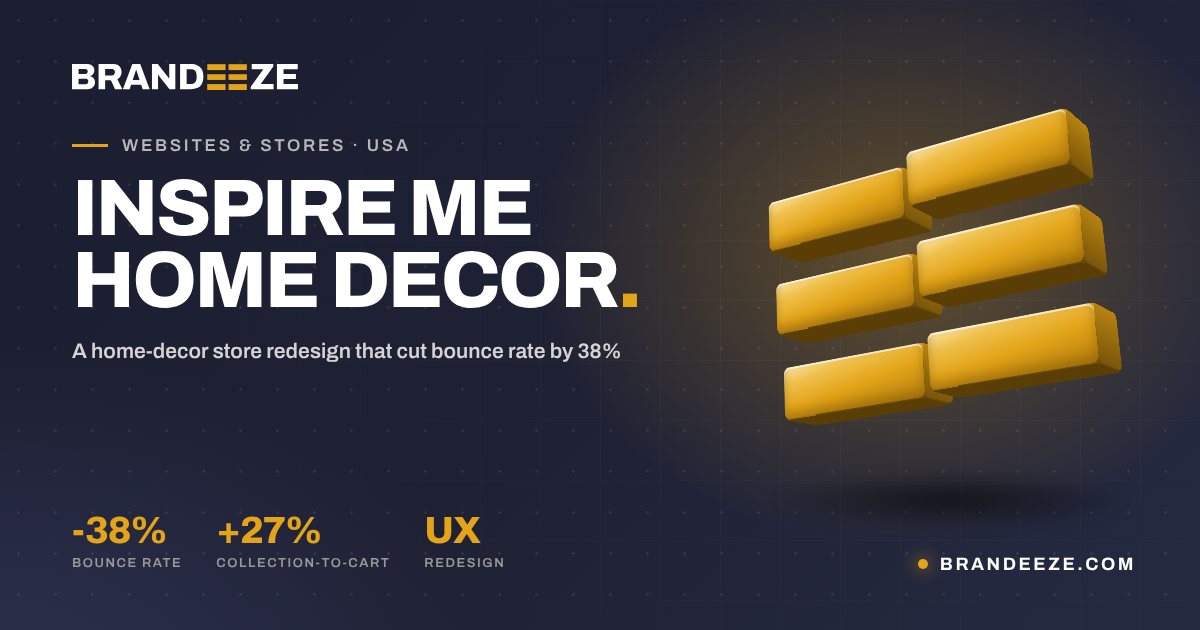 BRANDEEZE
WEBSITES & STORES · USA
INSPIRE ME
HOME DECOR.
A home-decor store redesign that cut bounce rate by 38%
-38%
BOUNCE RATE
+27%
COLLECTION-TO-CART
UX
REDESIGN
BRANDEEZE.COM